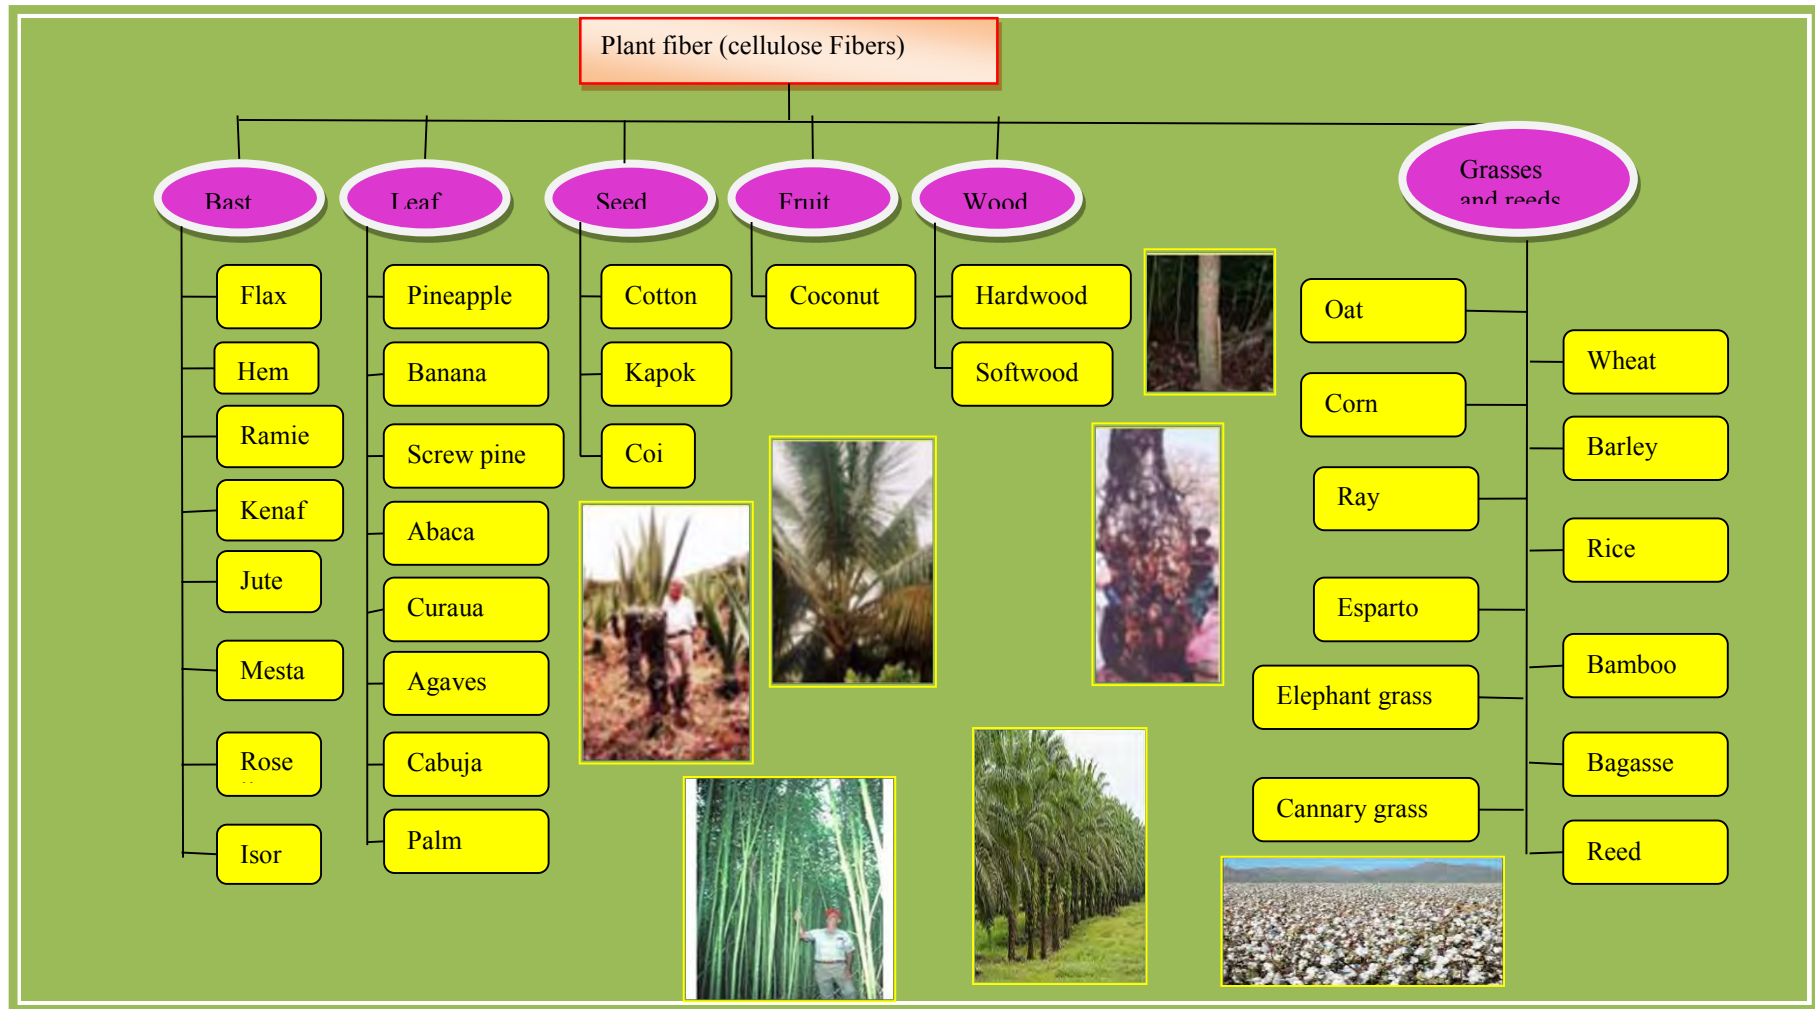 Plant fiber (cellulose Fibers)
Bast
Leaf
Seed
Fruit
Wood
Grasses
and reeds
Flax
Hem
Ramie
Kenaf
Jute
Mesta
Rose
Isor
Pineapple
Banana
Screw pine
Abaca
Curaua
Agaves
Cabuja
Palm
Cotton
Kapok
Coi
Coconut
Hardwood
Softwood
Oat
Corn
Ray
Esparto
Elephant grass
Cannary grass
Wheat
Barley
Rice
Bamboo
Bagasse
Reed